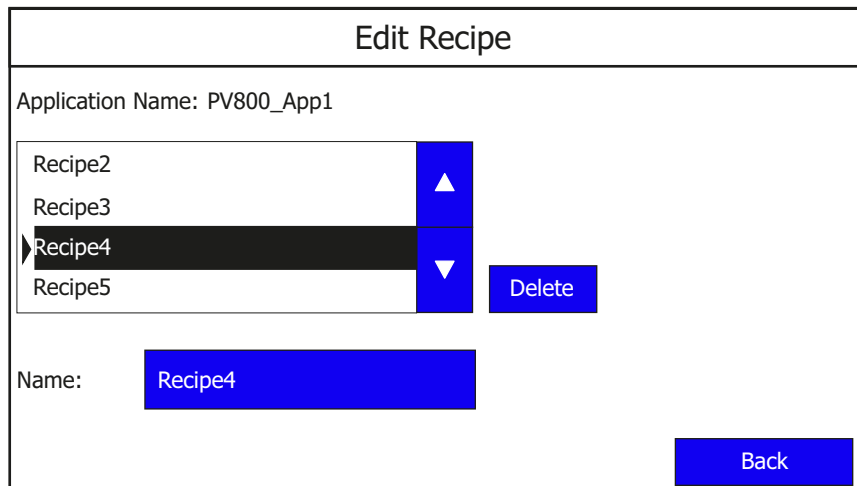 Edit Recipe
Application Name: PV800_App1
Recipe2
Recipe3
Recipe4
Recipe5
Delete
Name:
Recipe4
Back